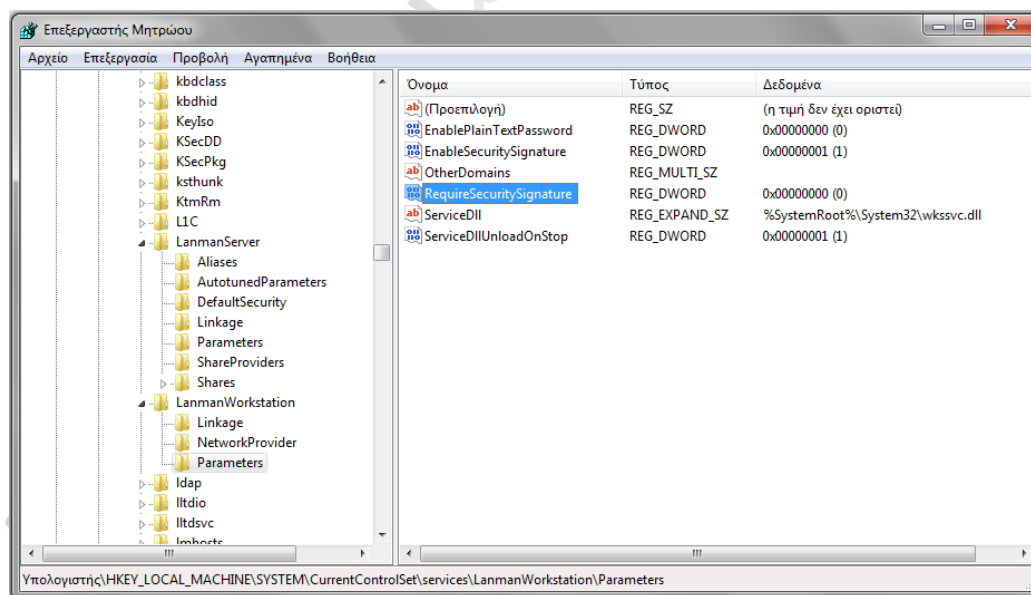 Επεξεργαστής Μητρώου
Αρχείο Επεξεργασία Προβολή Αγαπημένα Βοήθεια
kbdclass
kbdhid
KeyIso
KSecDD
KSecPkg
ksthunk
KtmRm
L1C
LanmanServer
Aliases
AutotunedParameters
DefaultSecurity
Linkage
Parameters
ShareProviders
Shares
LanmanWorkstation
Linkage
NetworkProvider
Parameters
ldap
lltdio
lltdsvc
lmhosts
Όνομα Τύπος Δεδομένα
(Προεπιλογή) REG_SZ (η τιμή δεν έχει οριστεί)
EnablePlainTextPassword REG_DWORD 0x00000000 (0)
EnableSecuritySignature REG_DWORD 0x00000001 (1)
OtherDomains REG_MULTI_SZ
RequireSecuritySignature REG_DWORD 0x00000000 (0)
ServiceDll REG_EXPAND_SZ %SystemRoot%\System32\wkssvc.dll
ServiceDllUnloadOnStop REG_DWORD 0x00000001 (1)
Υπολογιστής\HKEY_LOCAL_MACHINE\SYSTEM\CurrentControlSet\services\LanmanWorkstation\Parameters